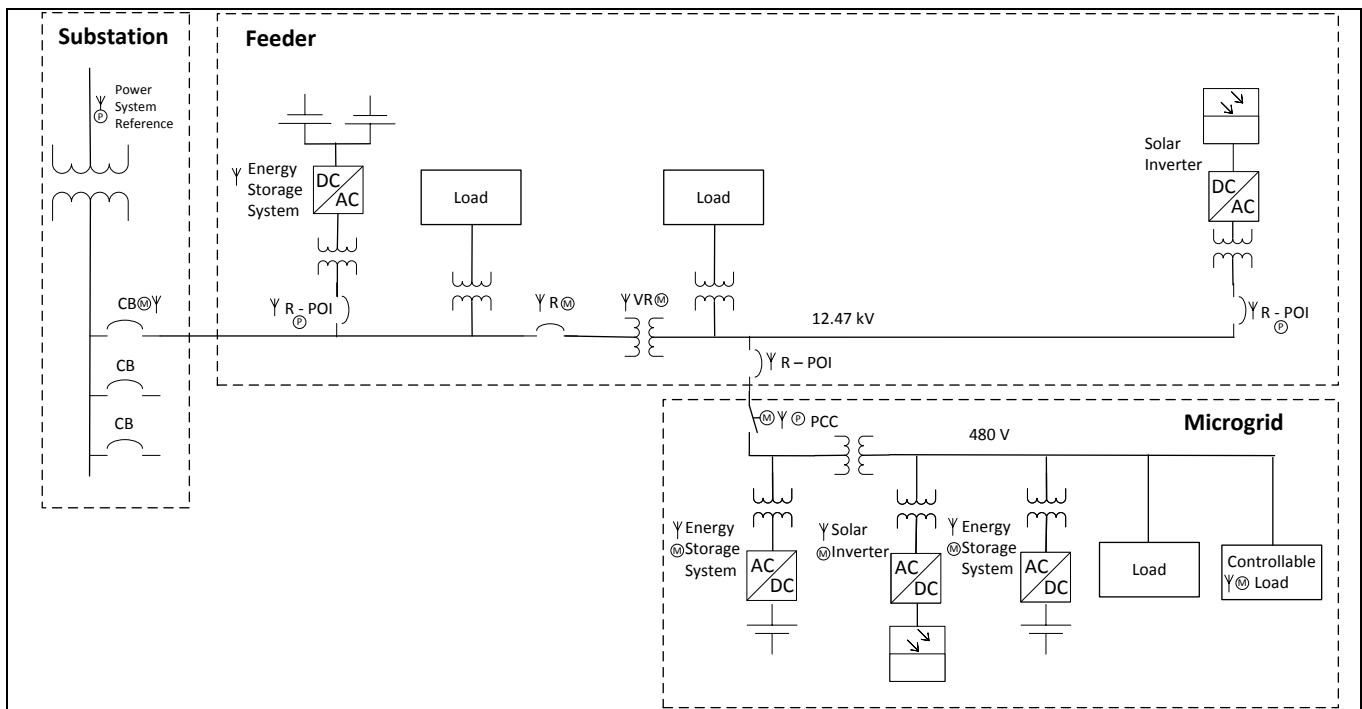 Substation
Power
System
Reference
P
CB M
CB
CB
Feeder
Energy
Storage
System
DC
AC
R - POI
P
Load
R M
VR M
Load
12.47 kV
Solar
Inverter
DC
AC
R - POI
P
R – POI
Microgrid
M P PCC
480 V
Energy
M Storage
System
AC
DC
Solar
M Inverter
AC
DC
Energy
M Storage
System
AC
DC
Load
Controllable
M Load